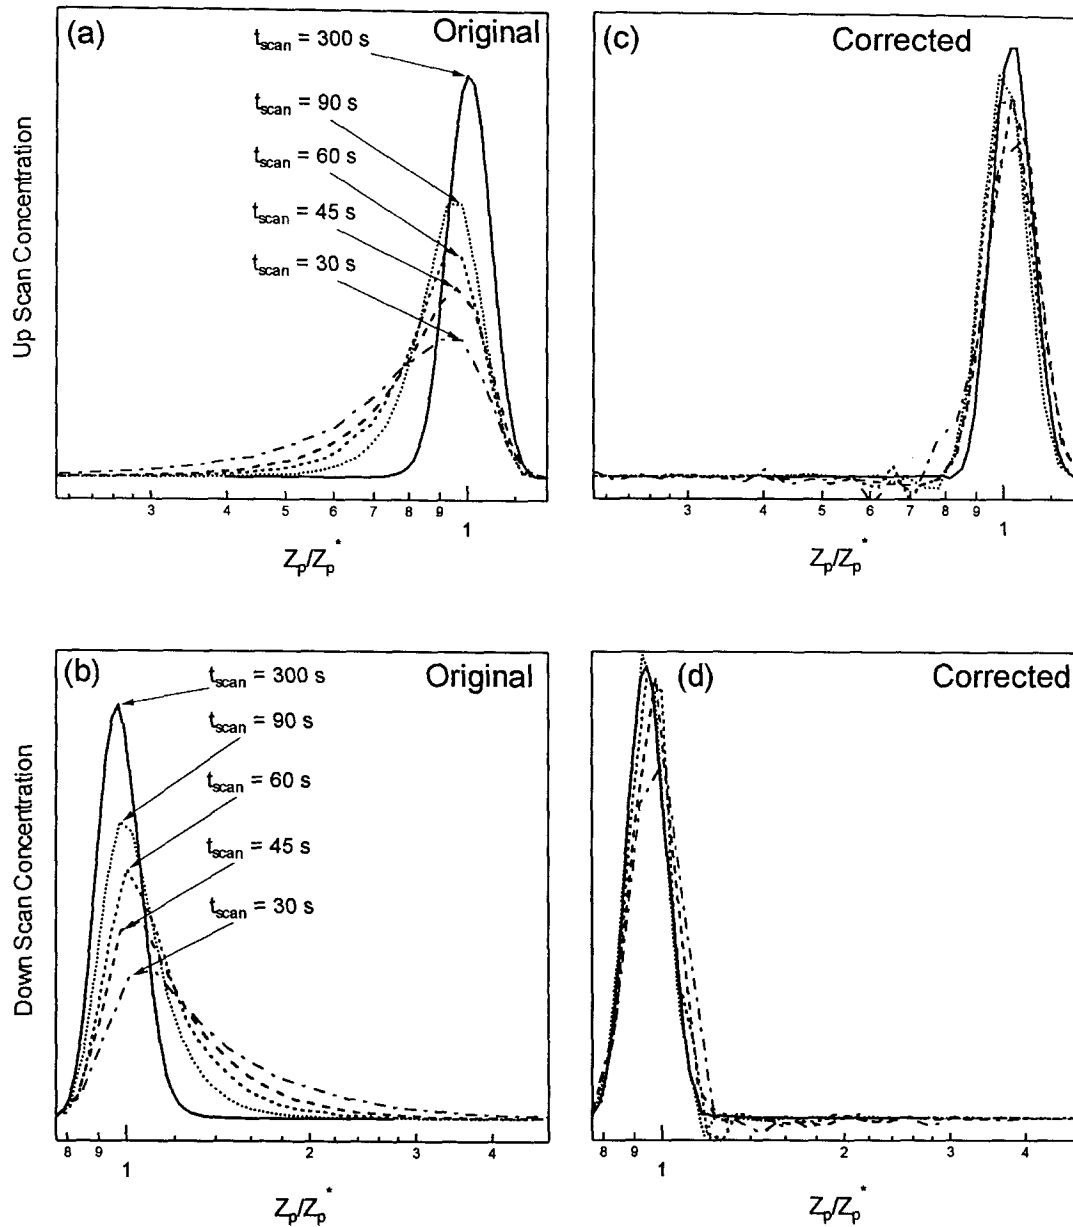 (a)
Original
t_scan = 300 s
t_scan = 90 s
t_scan = 60 s
t_scan = 45 s
t_scan = 30 s
Up Scan Concentration
3 4 5 6 7 8 9 1
Z_p/Z_p^*
(c)
Corrected
3 4 5 6 7 8 9 1
Z_p/Z_p^*
(b)
Original
t_scan = 300 s
t_scan = 90 s
t_scan = 60 s
t_scan = 45 s
t_scan = 30 s
Down Scan Concentration
8 9 1 2 3 4
Z_p/Z_p^*
(d)
Corrected
8 9 1 2 3 4
Z_p/Z_p^*